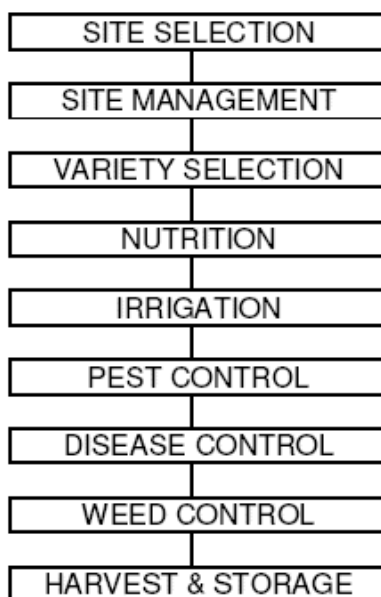 SITE SELECTION
SITE MANAGEMENT
VARIETY SELECTION
NUTRITION
IRRIGATION
PEST CONTROL
DISEASE CONTROL
WEED CONTROL
HARVEST & STORAGE